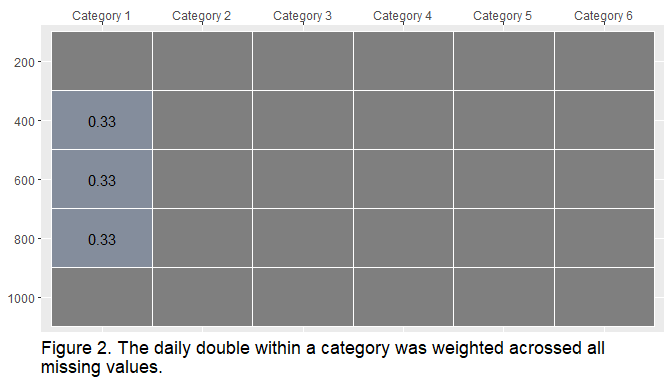 Category 1 Category 2 Category 3 Category 4 Category 5 Category 6
200
400 0.33
600 0.33
800 0.33
1000
Figure 2. The daily double within a category was weighted acrossed all
missing values.